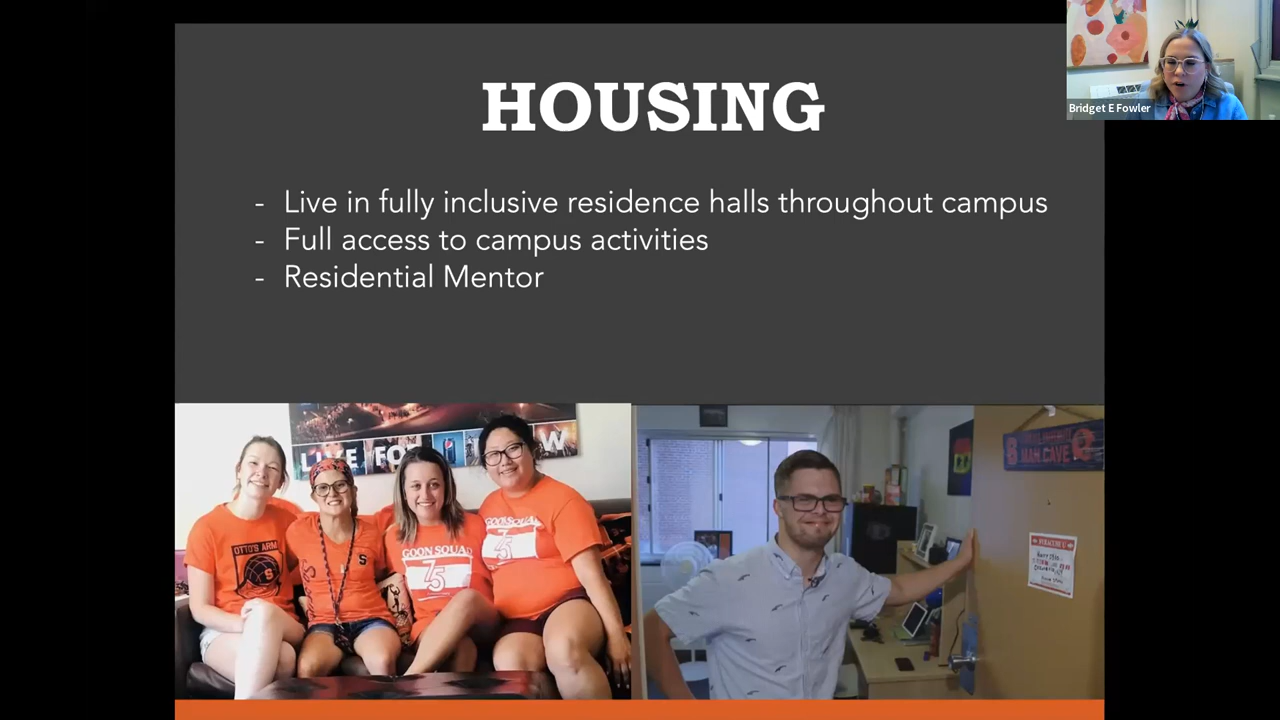 HOUSING
Bridget E Fowler
- Live in fully inclusive residence halls throughout campus
- Full access to campus activities
- Residential Mentor
MAN CAVE
OTTO'S ARM
S
GOON SQUAD
75
GOON SQUAD
75